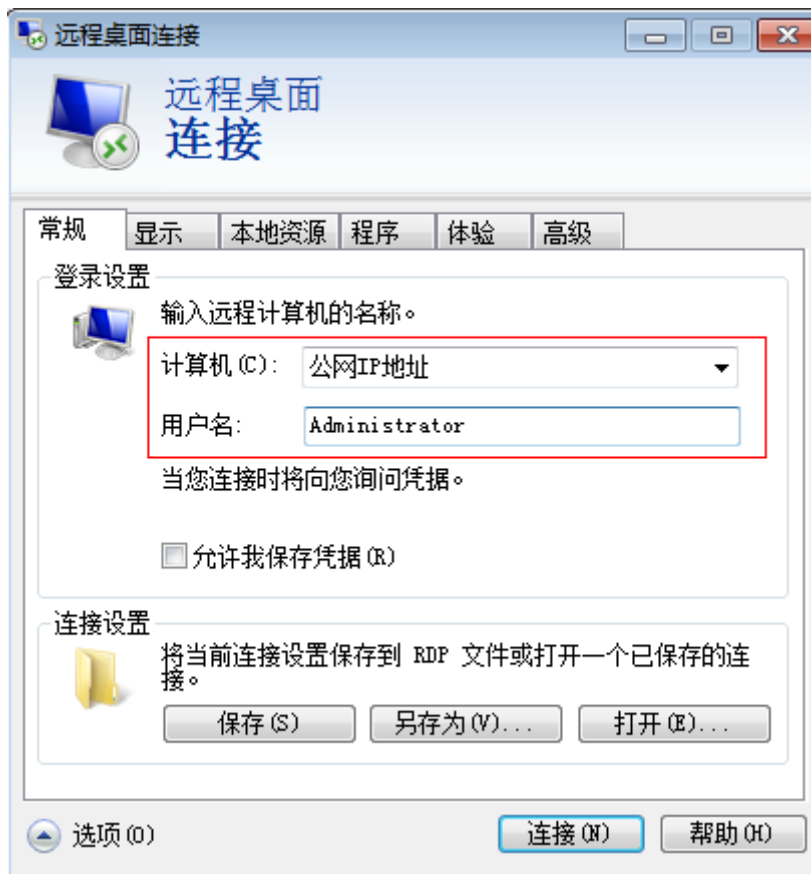 远程桌面连接
远程桌面
连接
常规 显示 本地资源 程序 体验 高级
登录设置
输入远程计算机的名称。
计算机(C): 公网IP地址
用户名: Administrator
当您连接时将向您询问凭据。
允许我保存凭据(R)
连接设置
将当前连接设置保存到 RDP 文件或打开一个已保存的连
接。
保存(S) 另存为(V)... 打开(E)...
选项(O) 连接(N) 帮助(H)